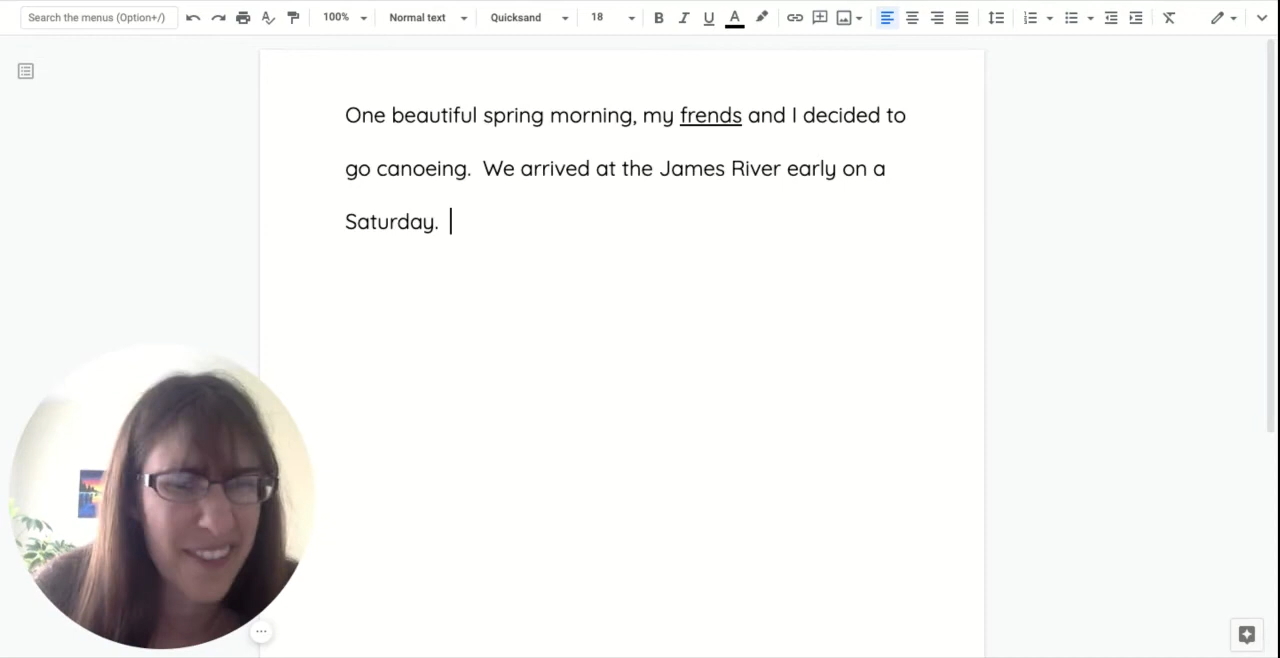 Search the menus (Option+/) 100% Normal text Quicksand 18 B I U A
One beautiful spring morning, my frends and I decided to
go canoeing. We arrived at the James River early on a
Saturday.